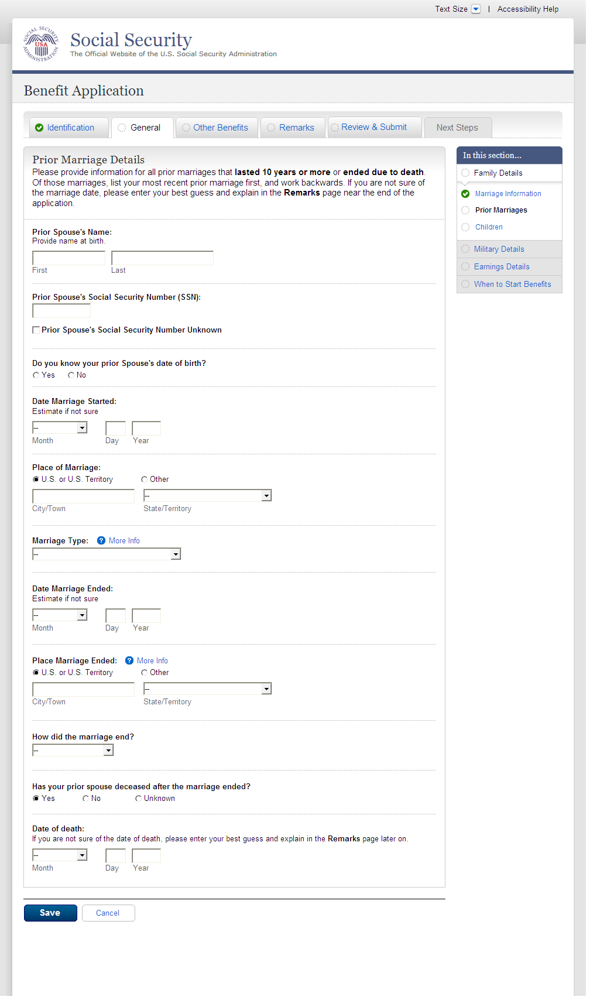 Text Size | Accessibility Help
SOCIAL SECURITY ADMINISTRATION
USA
Social Security
The Official Website of the U.S. Social Security Administration
Benefit Application
Identification General Other Benefits Remarks Review & Submit Next Steps
Prior Marriage Details
Please provide information for all prior marriages that lasted 10 years or more or ended due to death.
Of those marriages, list your most recent prior marriage first, and work backwards. If you are not sure of
the marriage date, please enter your best guess and explain in the Remarks page near the end of the
application.
In this section...
Family Details
Marriage Information
Prior Marriages
Children
Military Details
Earnings Details
When to Start Benefits
Prior Spouse's Name:
Provide name at birth.
First Last
Prior Spouse's Social Security Number (SSN):
Prior Spouse's Social Security Number Unknown
Do you know your prior Spouse's date of birth?
Yes No
Date Marriage Started:
Estimate if not sure
--
Month Day Year
Place of Marriage:
U.S. or U.S. Territory Other
--
City/Town State/Territory
Marriage Type: ? More Info
--
Date Marriage Ended:
Estimate if not sure
--
Month Day Year
Place Marriage Ended: ? More Info
U.S. or U.S. Territory Other
--
City/Town State/Territory
How did the marriage end?
--
Has your prior spouse deceased after the marriage ended?
Yes No Unknown
Date of death:
If you are not sure of the date of death, please enter your best guess and explain in the Remarks page later on.
--
Month Day Year
Save Cancel